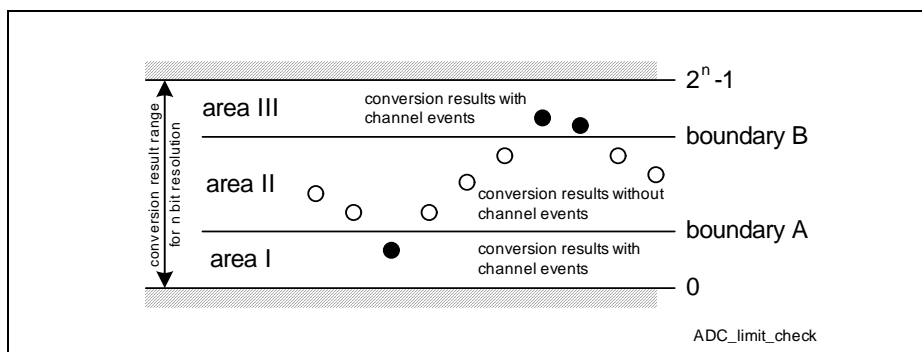 conversion result range
for n bit resolution
area III
conversion results with
channel events
2ⁿ-1
boundary B
area II
conversion results without
channel events
boundary A
area I
conversion results with
channel events
0
ADC_limit_check